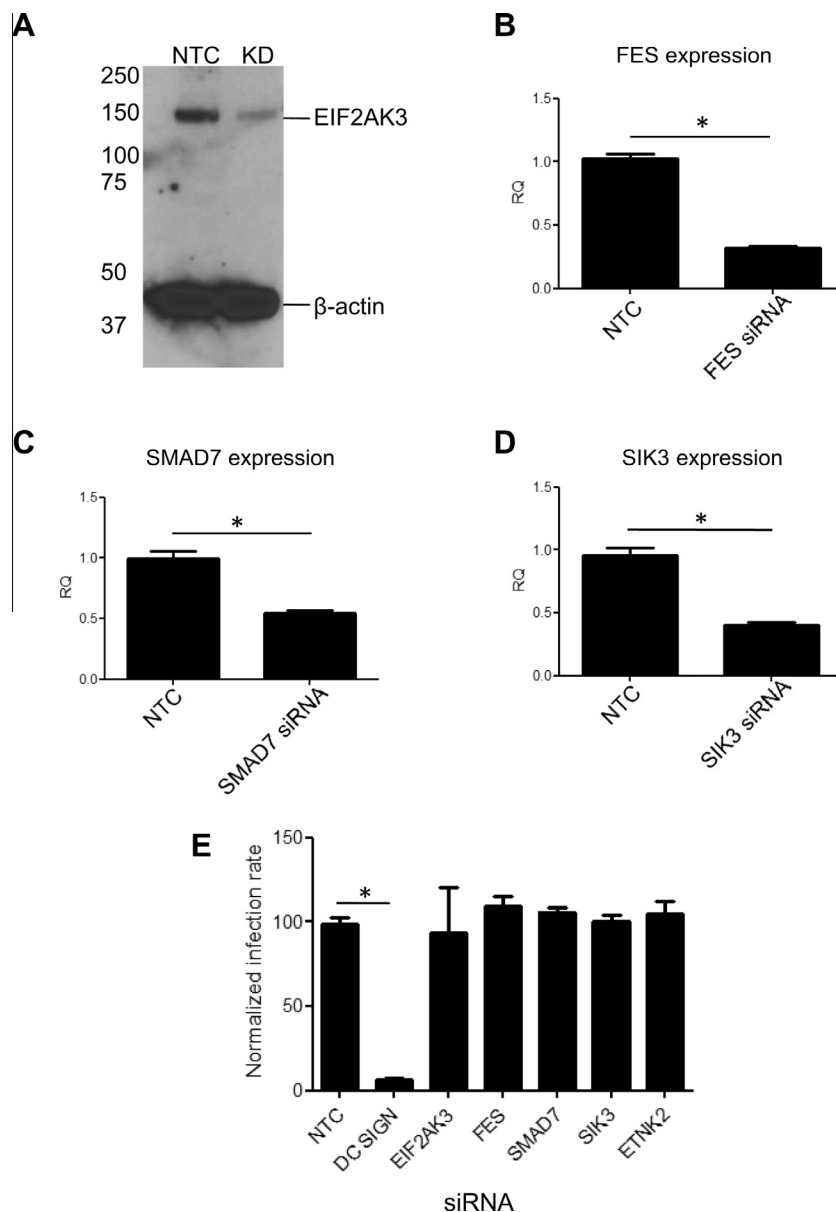 A
NTC KD
250
150
100
75
50
37
EIF2AK3
β-actin
B
FES expression
RQ
1.5
1.0
0.5
0.0
*
NTC
FES siRNA
C
SMAD7 expression
RQ
1.5
1.0
0.5
0.0
*
NTC
SMAD7 siRNA
D
SIK3 expression
RQ
1.5
1.0
0.5
0.0
*
NTC
SIK3 siRNA
E
Normalized infection rate
150
100
50
0
*
NTC
DC SIGN
EIF2AK3
FES
SMAD7
SIK3
ETNK2
siRNA